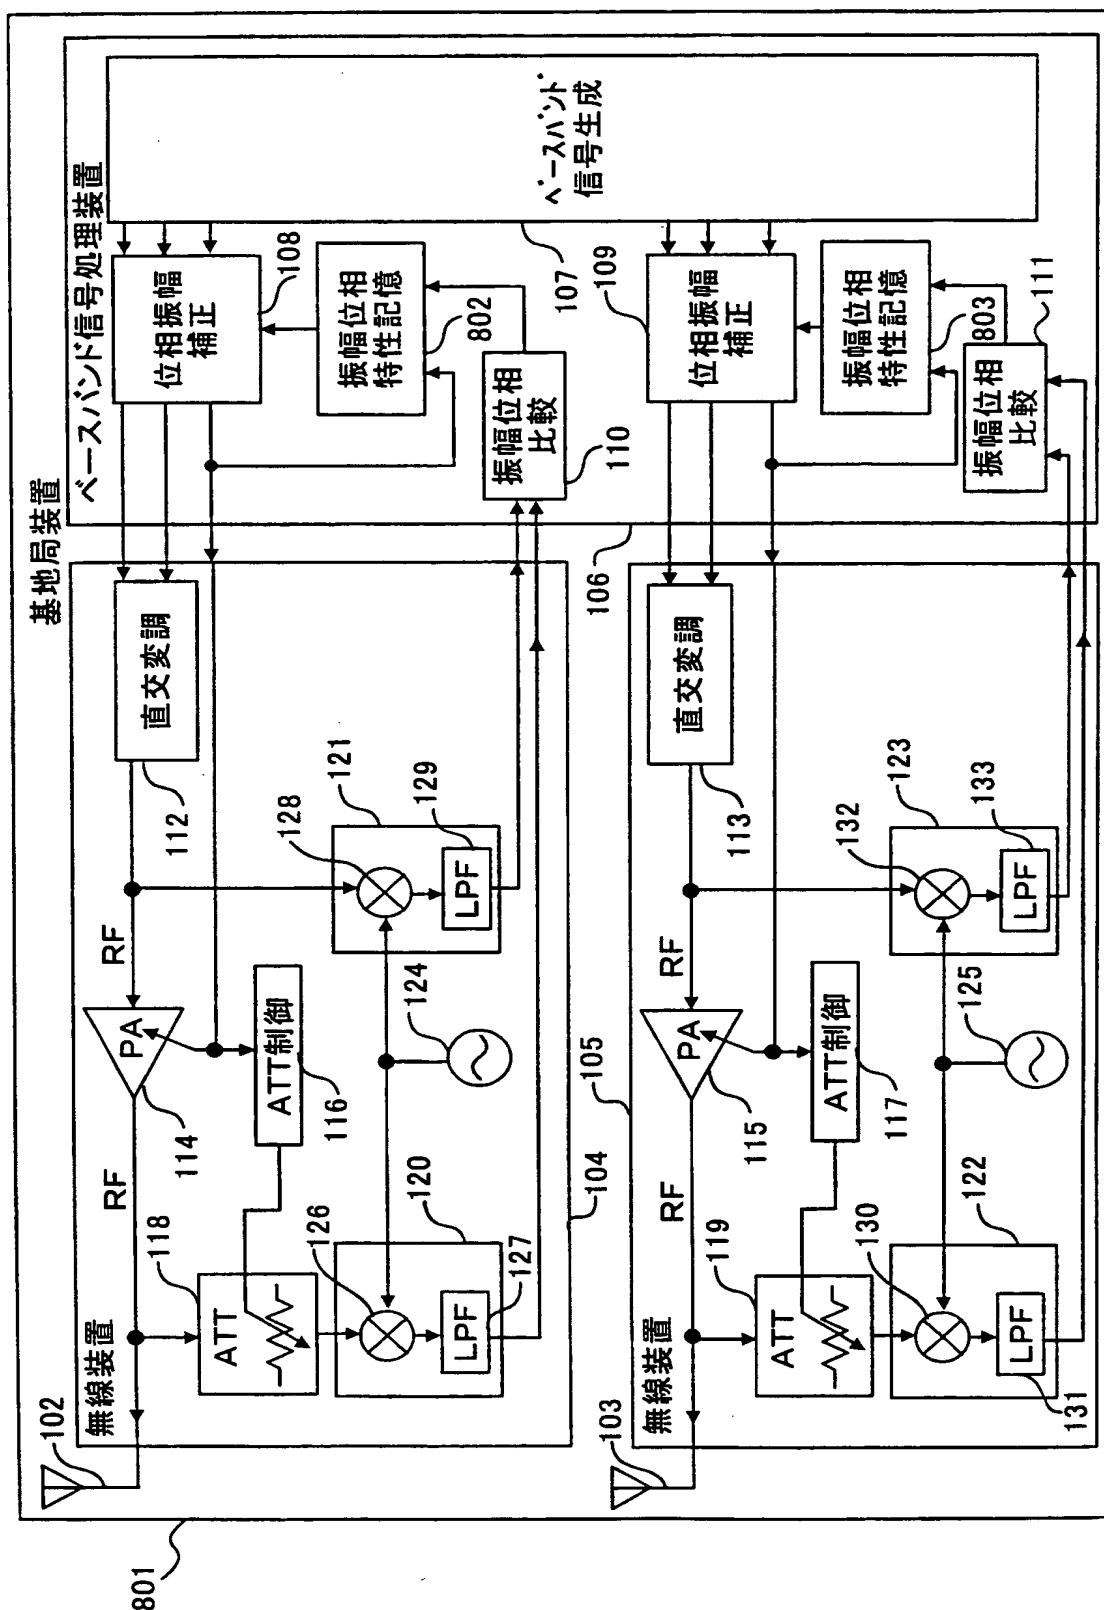 801
基地局装置
ベースバンド信号処理装置
無線装置
102
118
ATT
RF
114
PA
RF
112
直交変調
位相振幅
補正
108
ベースバンド
信号生成
107
ATT制御
116
126
120
LPF
127
124
128
121
LPF
129
振幅位相
特性記憶
802
振幅位相
比較
110
104
106
無線装置
103
119
ATT
RF
115
PA
RF
105
113
直交変調
位相振幅
補正
109
ATT制御
117
130
122
LPF
131
125
132
123
LPF
133
振幅位相
特性記憶
803
振幅位相
比較
111